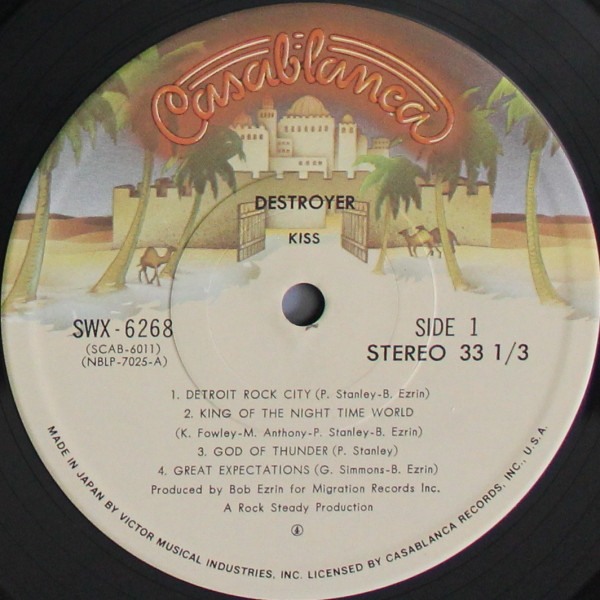 Casablanca
DESTROYER
KISS
SWX-6268
(SCAB-6011)
(NBLP-7025-A)
SIDE 1
STEREO 33 1/3
1. DETROIT ROCK CITY (P. Stanley-B. Ezrin)
2. KING OF THE NIGHT TIME WORLD
(K. Fowley-M. Anthony-P. Stanley-B. Ezrin)
3. GOD OF THUNDER (P. Stanley)
4. GREAT EXPECTATIONS (G. Simmons-B. Ezrin)
Produced by Bob Ezrin for Migration Records Inc.
A Rock Steady Production
MADE IN JAPAN BY VICTOR MUSICAL INDUSTRIES, INC. LICENSED BY CASABLANCA RECORDS, INC., U.S.A.